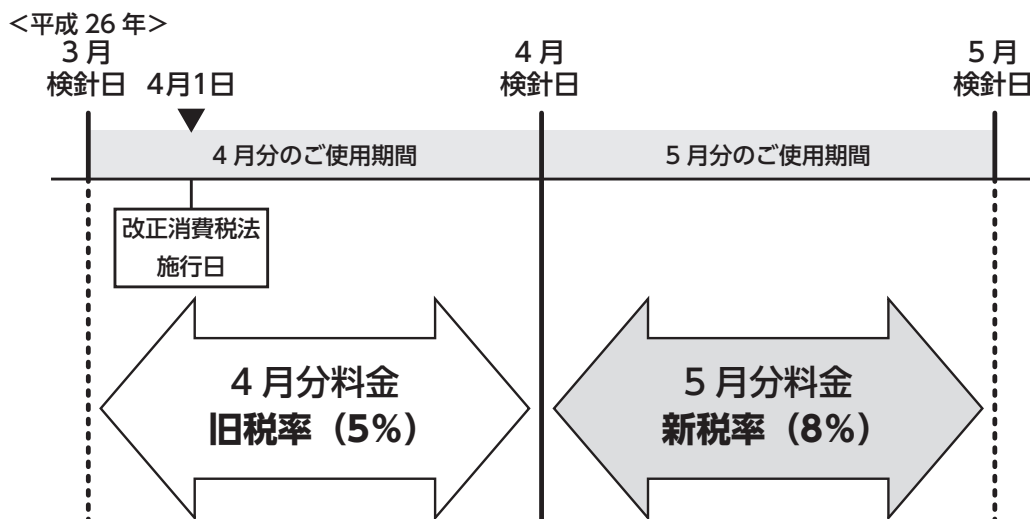 ＜平成 26 年＞
3 月
検針日
4月1日
4 月
検針日
5 月
検針日
4 月分のご使用期間
5 月分のご使用期間
改正消費税法
施行日
4 月分料金
旧税率（5%）
5 月分料金
新税率（8%）